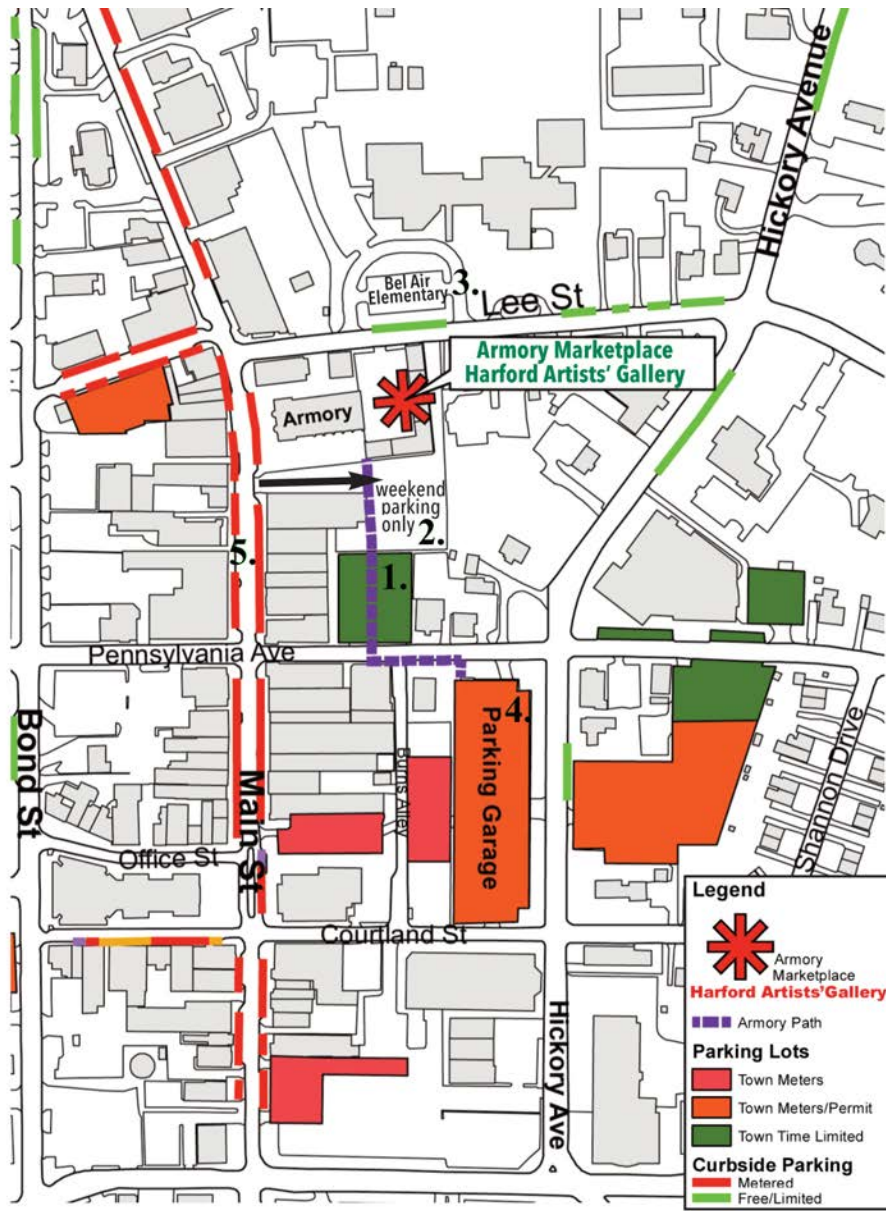 Hickory Avenue
Bel Air
Elementary
3.
Lee St
Armory Marketplace
Harford Artists' Gallery
Armory
weekend
parking
only
2.
5.
1.
Pennsylvania Ave
4.
Parking Garage
Burns Alley
Bond St
Main St
Office St
Shannon Drive
Courtland St
Hickory Ave
Legend
Armory
Marketplace
Harford Artists'Gallery
Armory Path
Parking Lots
Town Meters
Town Meters/Permit
Town Time Limited
Curbside Parking
Metered
Free/Limited